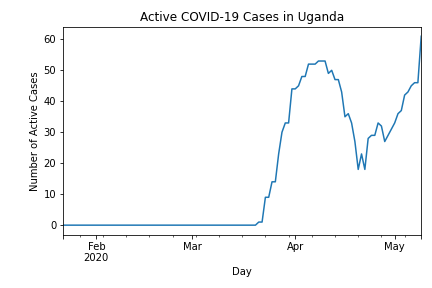 Active COVID-19 Cases in Uganda
Number of Active Cases
60
50
40
30
20
10
0
Feb
2020
Mar
Apr
May
Day